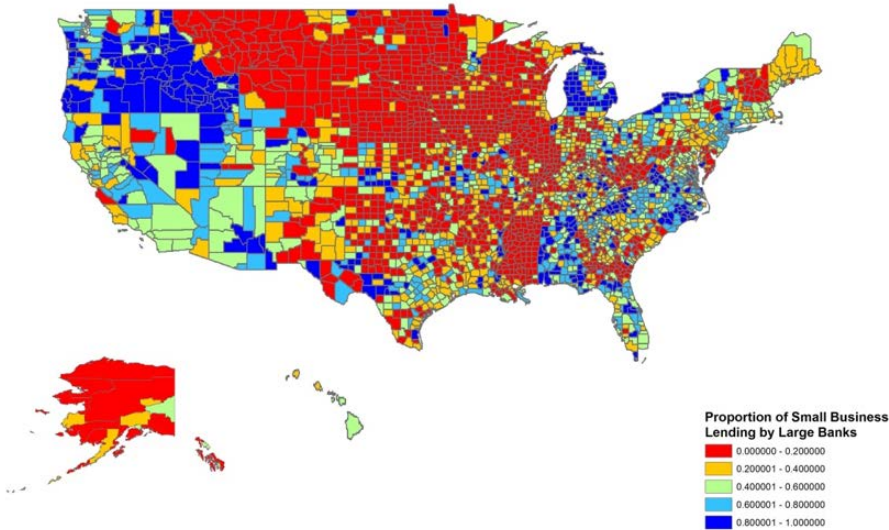 Proportion of Small Business
Lending by Large Banks
0.000000 - 0.200000
0.200001 - 0.400000
0.400001 - 0.600000
0.600001 - 0.800000
0.800001 - 1.000000